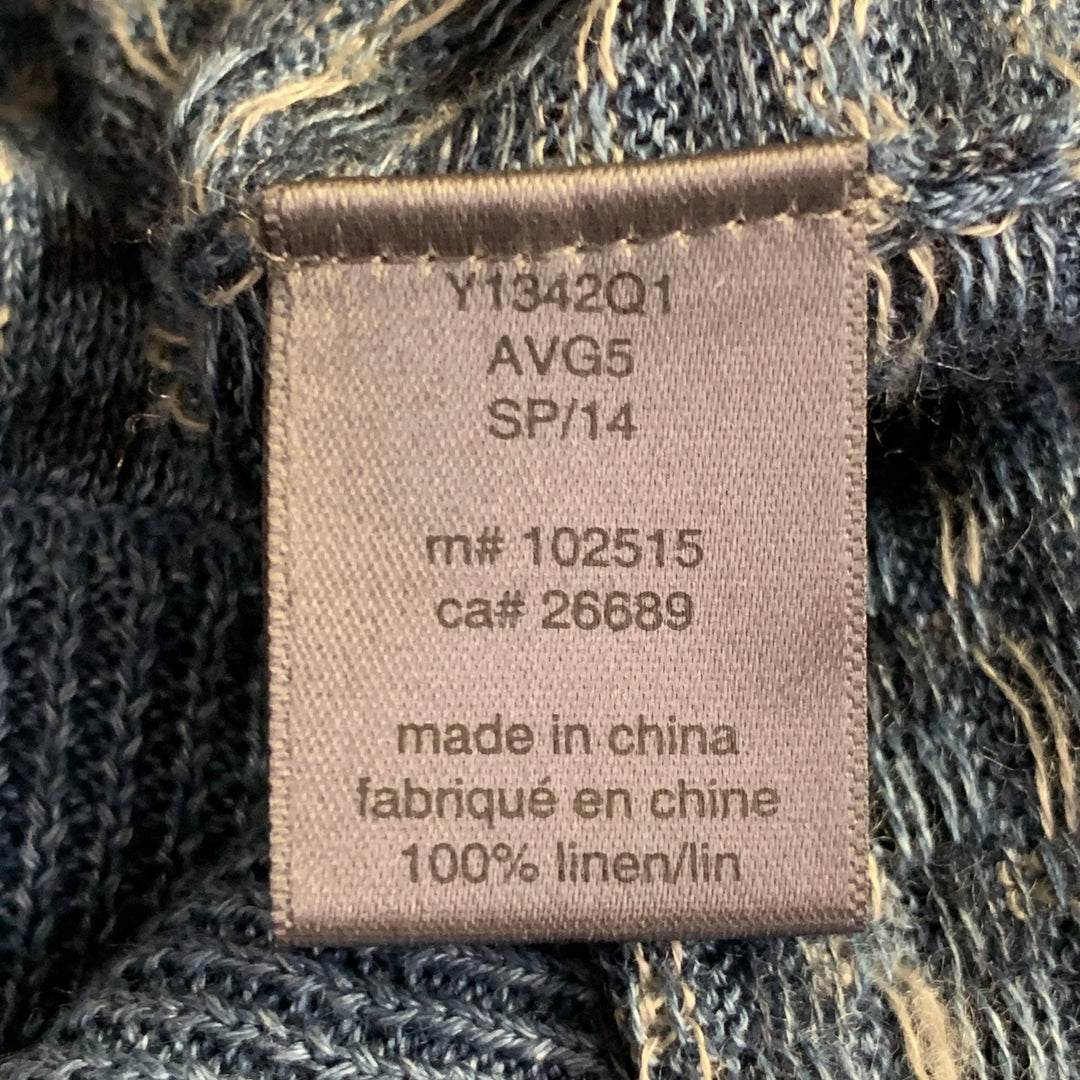 Y1342Q1
AVG5
SP/14
m# 102515
ca# 26689
made in china
fabriqué en chine
100% linen/lin